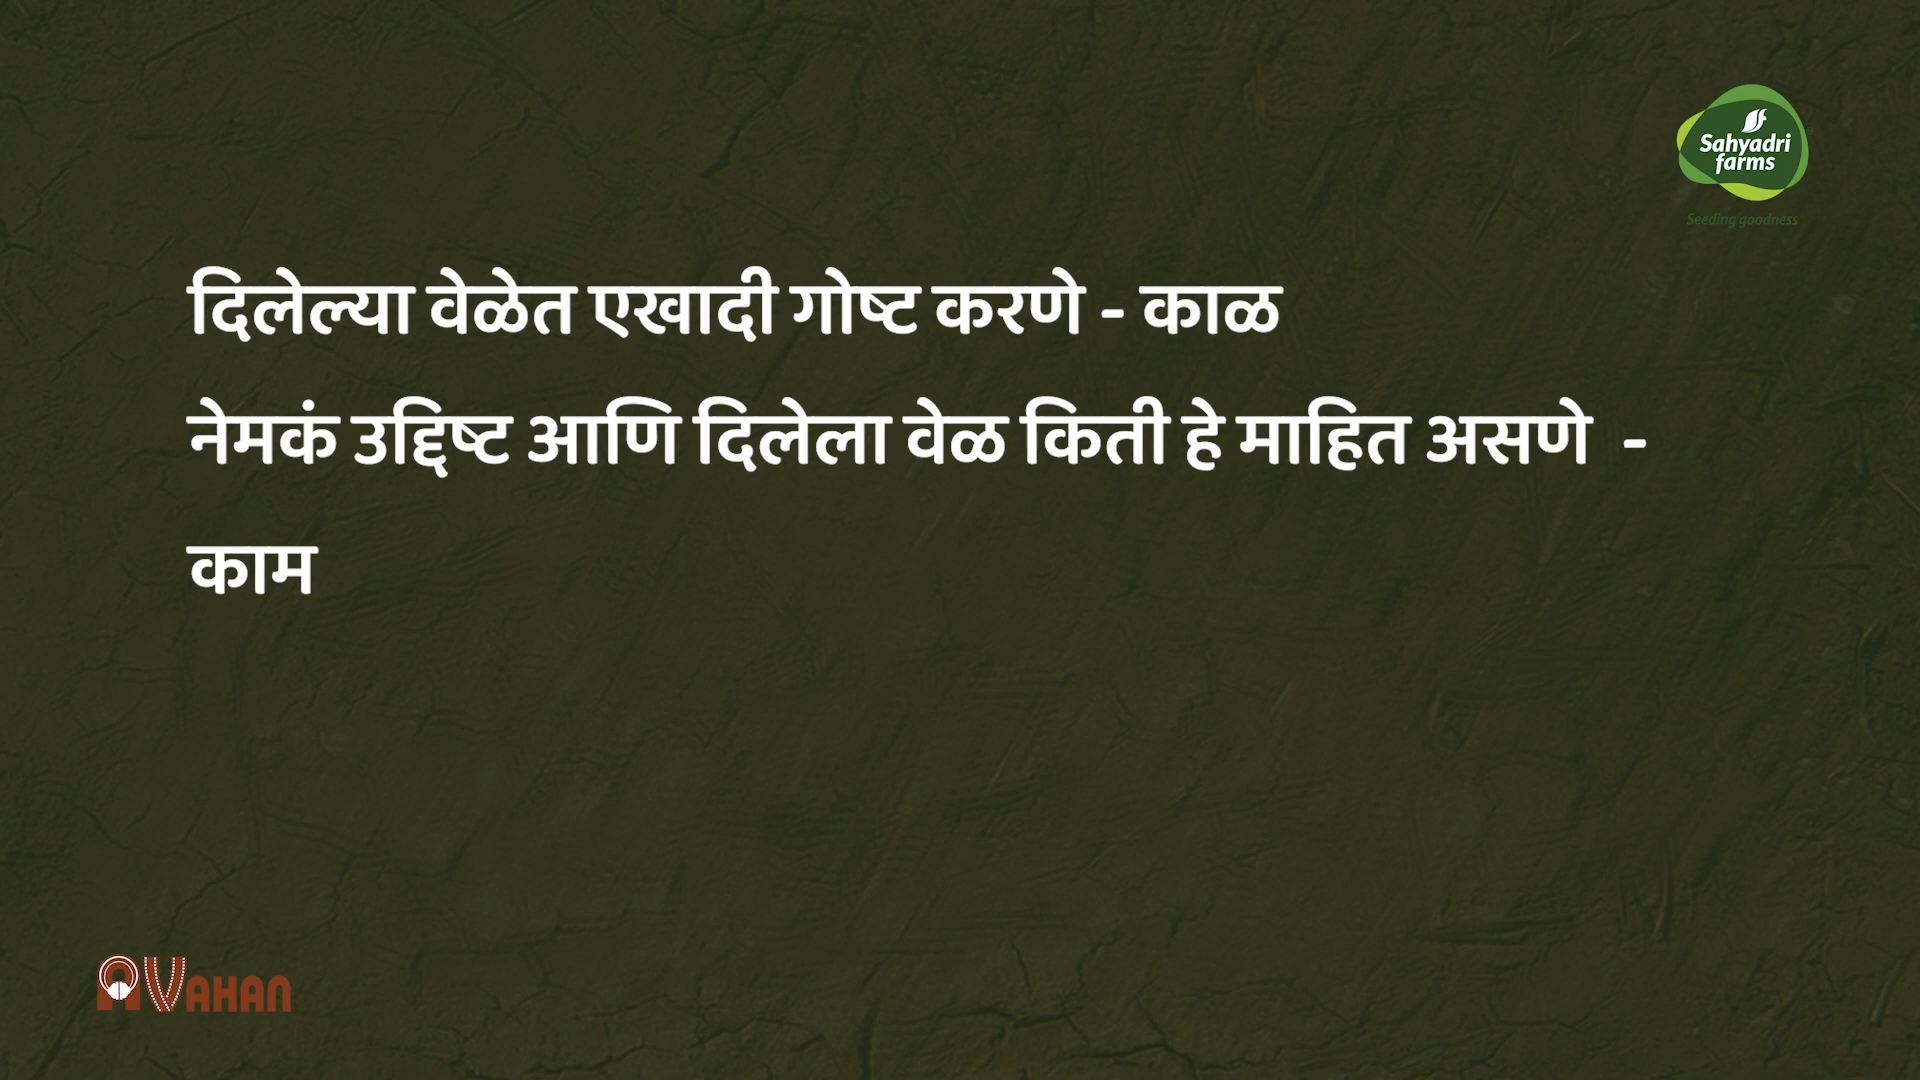 Sahyadri
farms
Seeding goodness
दिलेल्या वेळेत एखादी गोष्ट करणे - काळ
नेमकं उद्दिष्ट आणि दिलेला वेळ किती हे माहित असणे -
काम
AVAHAN